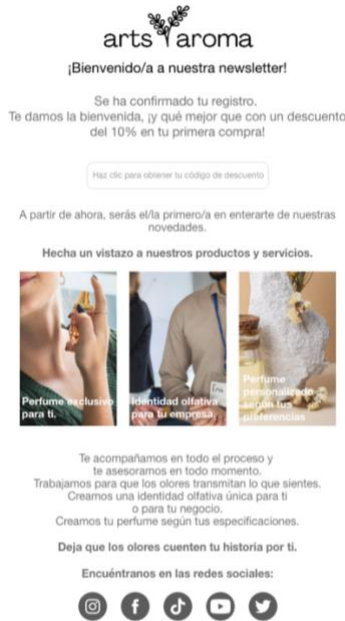 arts aroma
¡Bienvenido/a a nuestra newsletter!
Se ha confirmado tu registro.
Te damos la bienvenida, ¡y qué mejor que con un descuento
del 10% en tu primera compra!
Haz clic para obtener tu código de descuento
A partir de ahora, serás el/la primero/a en enterarte de nuestras
novedades.
Hecha un vistazo a nuestros productos y servicios.
Perfume exclusivo
para ti.
Identidad olfativa
para tu empresa.
Perfume
personalizado
según tus
preferencias
Te acompañamos en todo el proceso y
te asesoramos en todo momento.
Trabajamos para que los olores transmitan lo que sientes.
Creamos una identidad olfativa única para ti
o para tu negocio.
Creamos tu perfume según tus especificaciones.
Deja que los olores cuenten tu historia por ti.
Encuéntranos en las redes sociales: